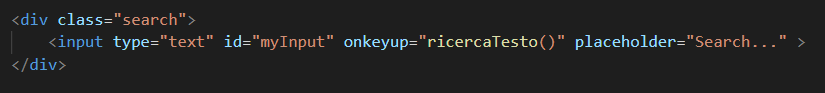 <div class="search">
<input type="text" id="myInput" onkeyup="ricercaTesto()" placeholder="Search..." >
</div>